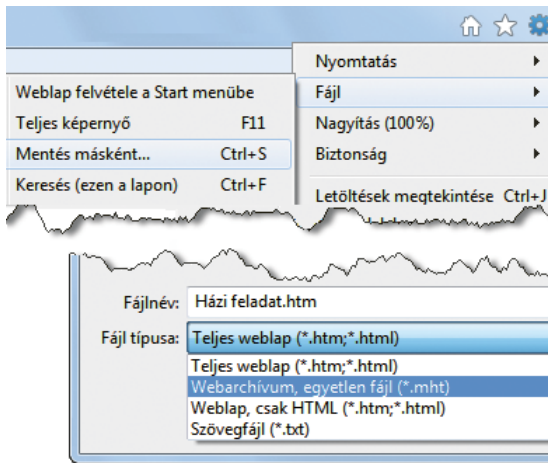 Nyomtatás
Fájl
Nagyítás (100%)
Biztonság
Letöltések megtekintése Ctrl+J
Weblap felvétele a Start menübe
Teljes képernyő F11
Mentés másként... Ctrl+S
Keresés (ezen a lapon) Ctrl+F
Fájlnév: Házi feladat.htm
Fájl típusa: Teljes weblap (*.htm;*.html)
Teljes weblap (*.htm;*.html)
Webarchívum, egyetlen fájl (*.mht)
Weblap, csak HTML (*.htm;*.html)
Szövegfájl (*.txt)